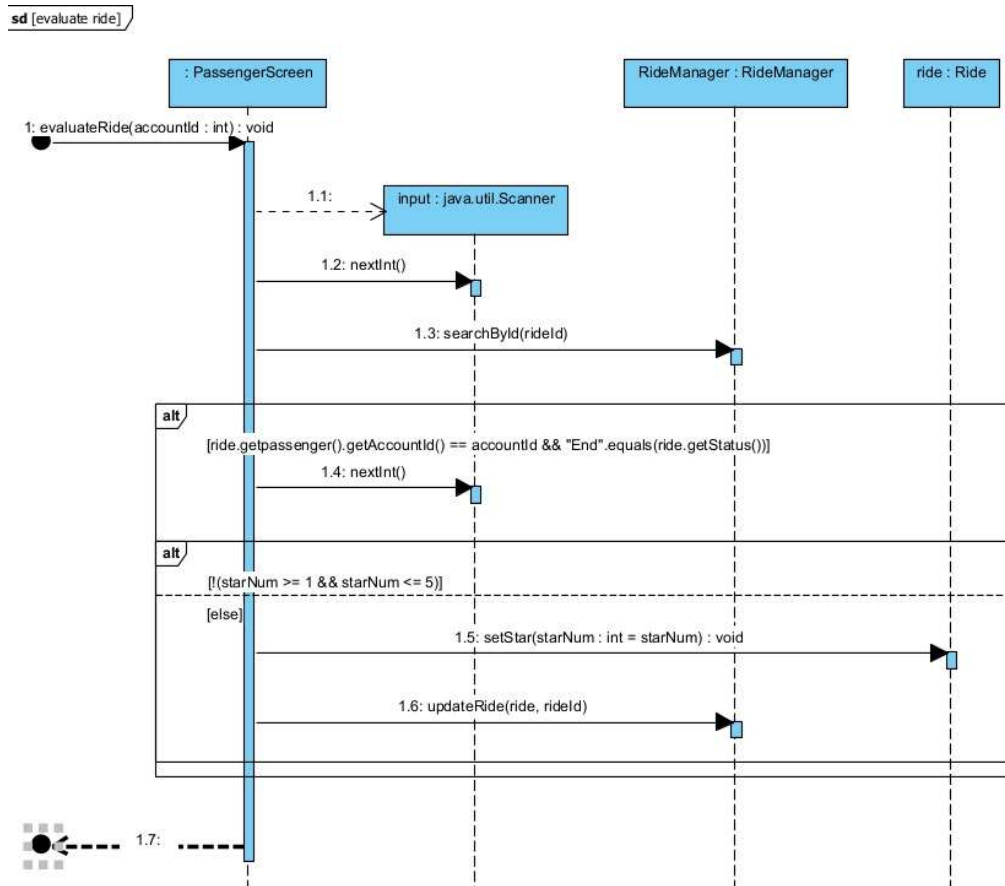 sd [evaluate ride]
: PassengerScreen
RideManager : RideManager
ride : Ride
1: evaluateRide(accountId : int) : void
1.1:
input : java.util.Scanner
1.2: nextInt()
1.3: searchById(rideId)
alt
[ride.getpassenger().getAccountId() == accountId && "End".equals(ride.getStatus())]
1.4: nextInt()
alt
[!(starNum >= 1 && starNum <= 5)]
[else]
1.5: setStar(starNum : int = starNum) : void
1.6: updateRide(ride, rideId)
1.7: